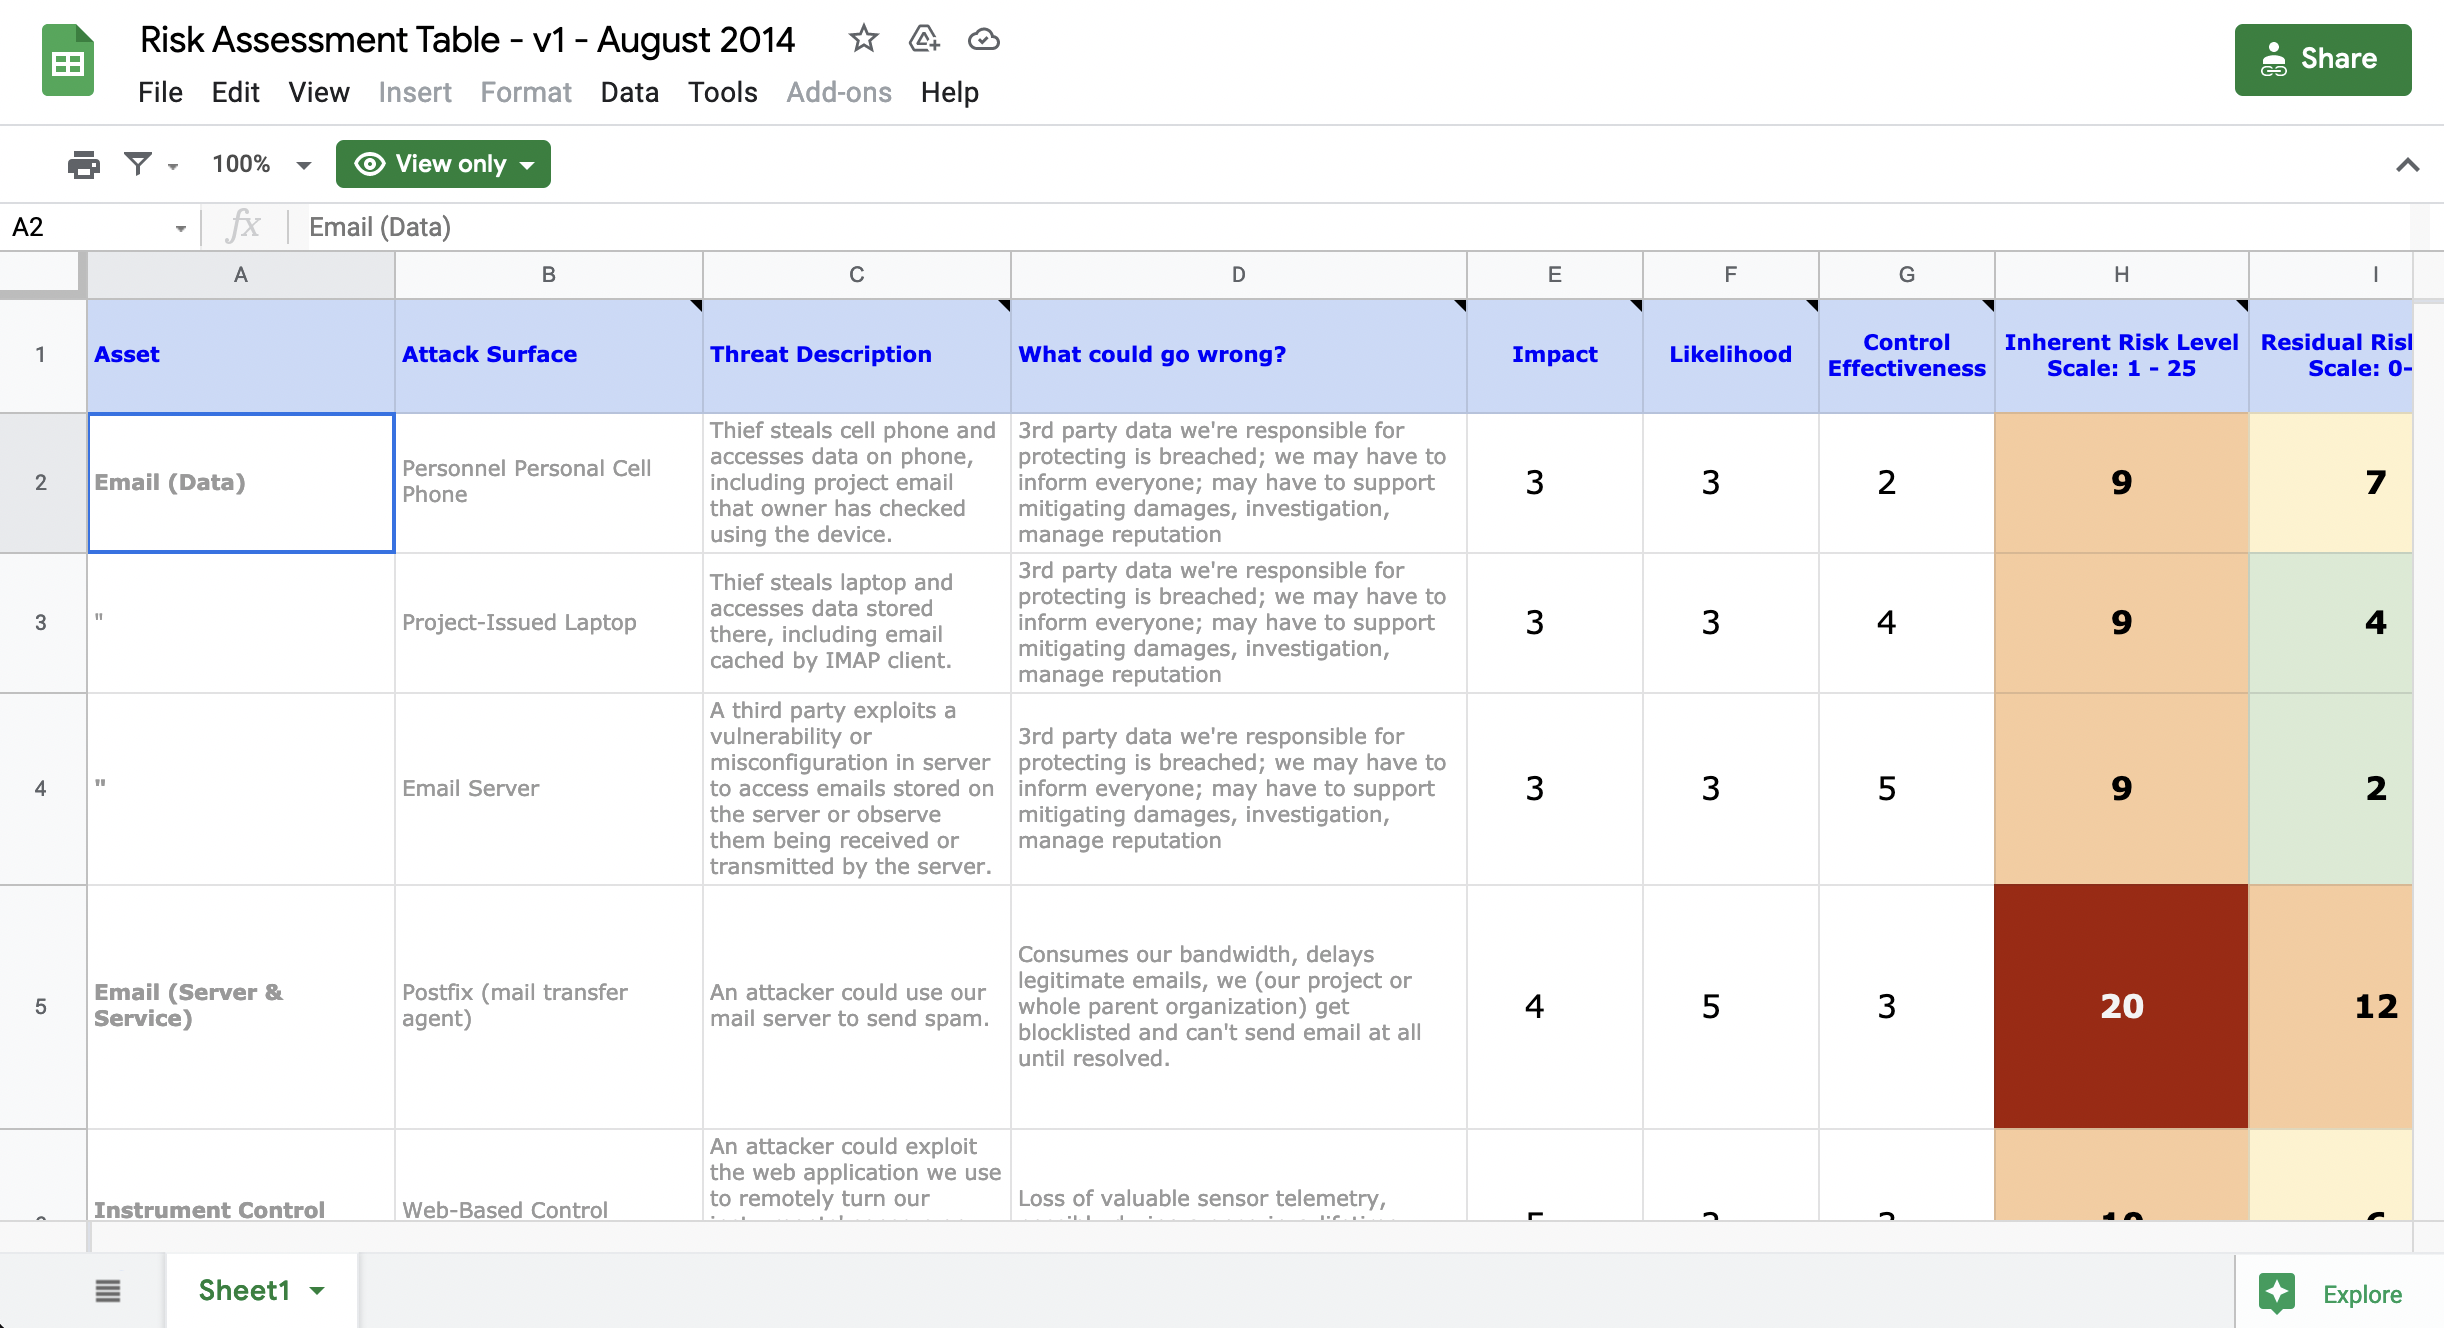 Risk Assessment Table - v1 - August 2014
Share
File Edit View Insert Format Data Tools Add-ons Help
100% View only
A2 fx Email (Data)
A B C D E F G H I
1
Asset
Attack Surface
Threat Description
What could go wrong?
Impact
Likelihood
Control
Effectiveness
Inherent Risk Level
Scale: 1 - 25
Residual Ris
Scale: 0-
2
Email (Data)
Personnel Personal Cell
Phone
Thief steals cell phone and
accesses data on phone,
including project email
that owner has checked
using the device.
3rd party data we're responsible for
protecting is breached; we may have to
inform everyone; may have to support
mitigating damages, investigation,
manage reputation
3 3 2 9 7
3
"
Project-Issued Laptop
Thief steals laptop and
accesses data stored
there, including email
cached by IMAP client.
3rd party data we're responsible for
protecting is breached; we may have to
inform everyone; may have to support
mitigating damages, investigation,
manage reputation
3 3 4 9 4
4
"
Email Server
A third party exploits a
vulnerability or
misconfiguration in server
to access emails stored on
the server or observe
them being received or
transmitted by the server.
3rd party data we're responsible for
protecting is breached; we may have to
inform everyone; may have to support
mitigating damages, investigation,
manage reputation
3 3 5 9 2
5
Email (Server &
Service)
Postfix (mail transfer
agent)
An attacker could use our
mail server to send spam.
Consumes our bandwidth, delays
legitimate emails, we (our project or
whole parent organization) get
blocklisted and can't send email at all
until resolved.
4 5 3 20 12
Instrument Control
Web-Based Control
An attacker could exploit
the web application we use
to remotely turn our
Loss of valuable sensor telemetry,
Sheet1
Explore